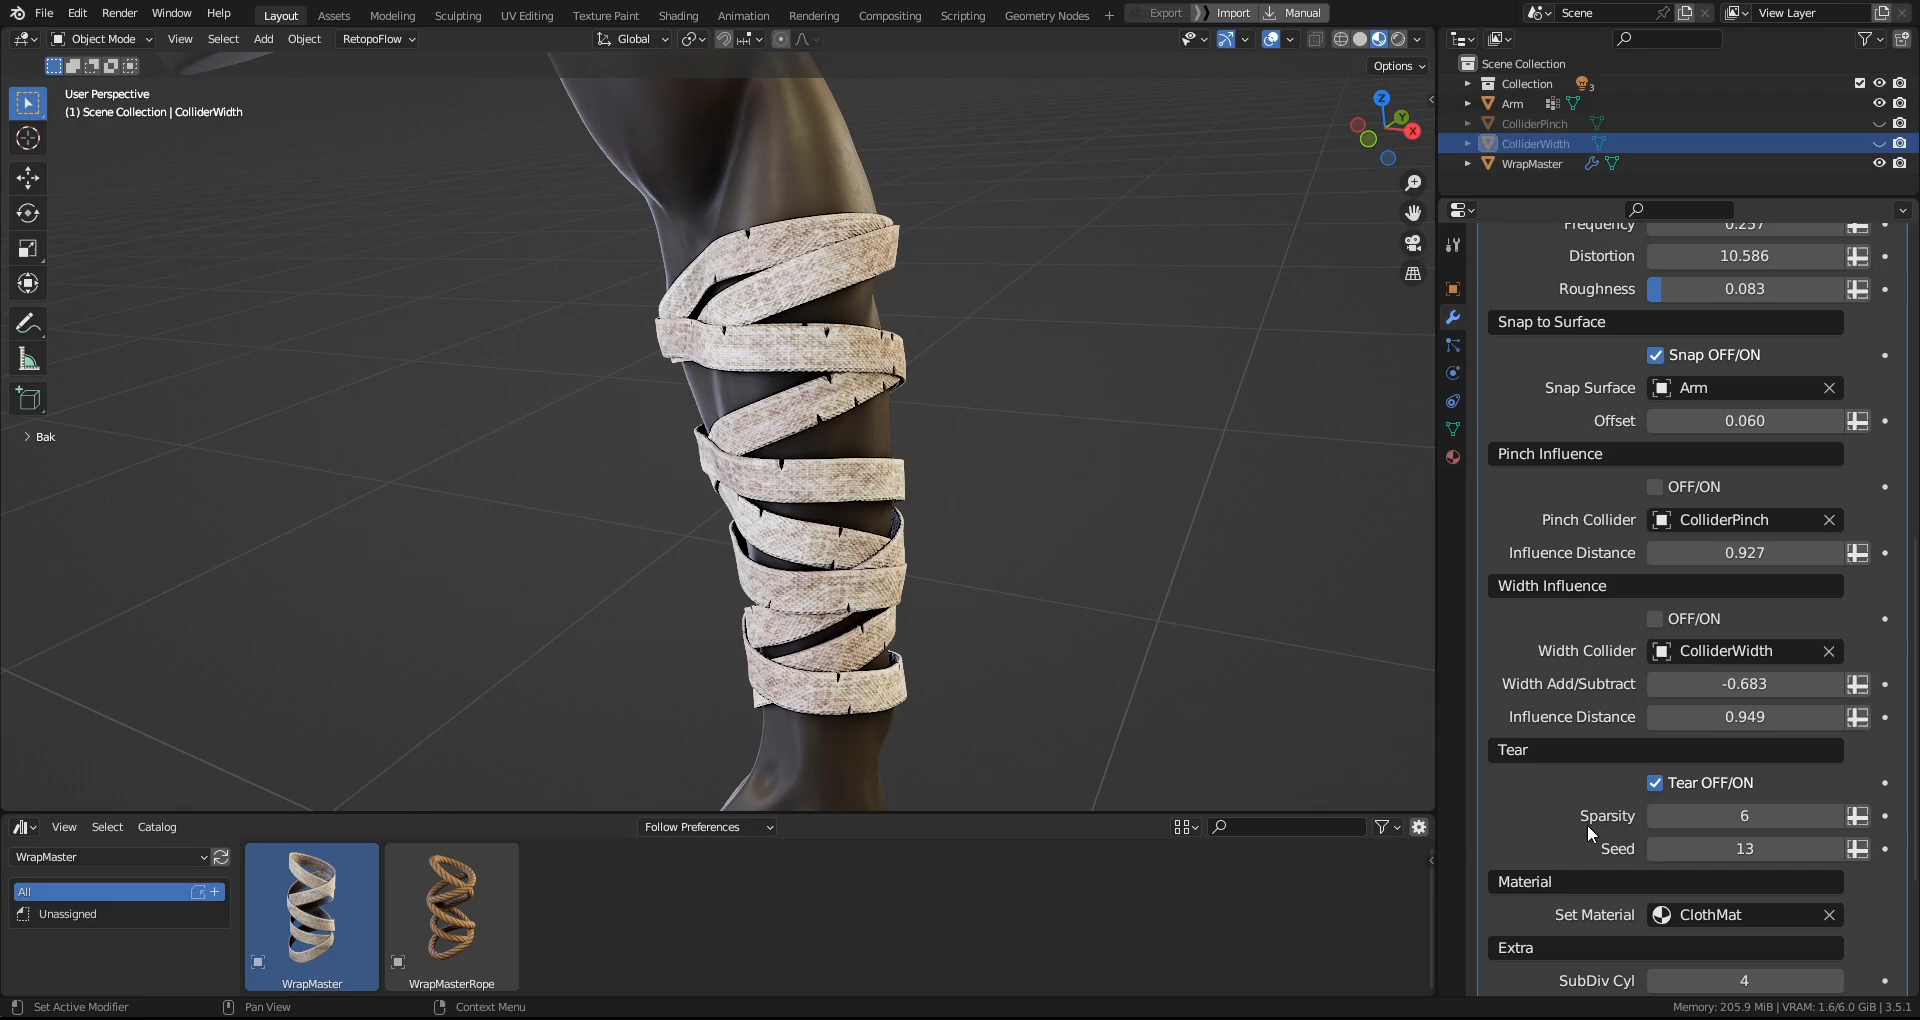 File Edit Render Window Help Layout Assets Modeling Sculpting UV Editing Texture Paint Shading Animation Rendering Compositing Scripting Geometry Nodes + Export Import Manual Scene View Layer
Object Mode View Select Add Object RetopoFlow Global
Options
User Perspective
(1) Scene Collection | ColliderWidth
Z
Y
X
Bak
Scene Collection
Collection 3
Arm
ColliderPinch
ColliderWidth
WrapMaster
Frequency 0.257
Distortion 10.586
Roughness 0.083
Snap to Surface
Snap OFF/ON
Snap Surface Arm
Offset 0.060
Pinch Influence
OFF/ON
Pinch Collider ColliderPinch
Influence Distance 0.927
Width Influence
OFF/ON
Width Collider ColliderWidth
Width Add/Subtract -0.683
Influence Distance 0.949
Tear
Tear OFF/ON
Sparsity 6
Seed 13
Material
Set Material ClothMat
Extra
SubDiv Cyl 4
View Select Catalog Follow Preferences
WrapMaster
All
Unassigned
WrapMaster WrapMasterRope
Set Active Modifier Pan View Context Menu Memory: 205.9 MiB | VRAM: 1.6/6.0 GiB | 3.5.1